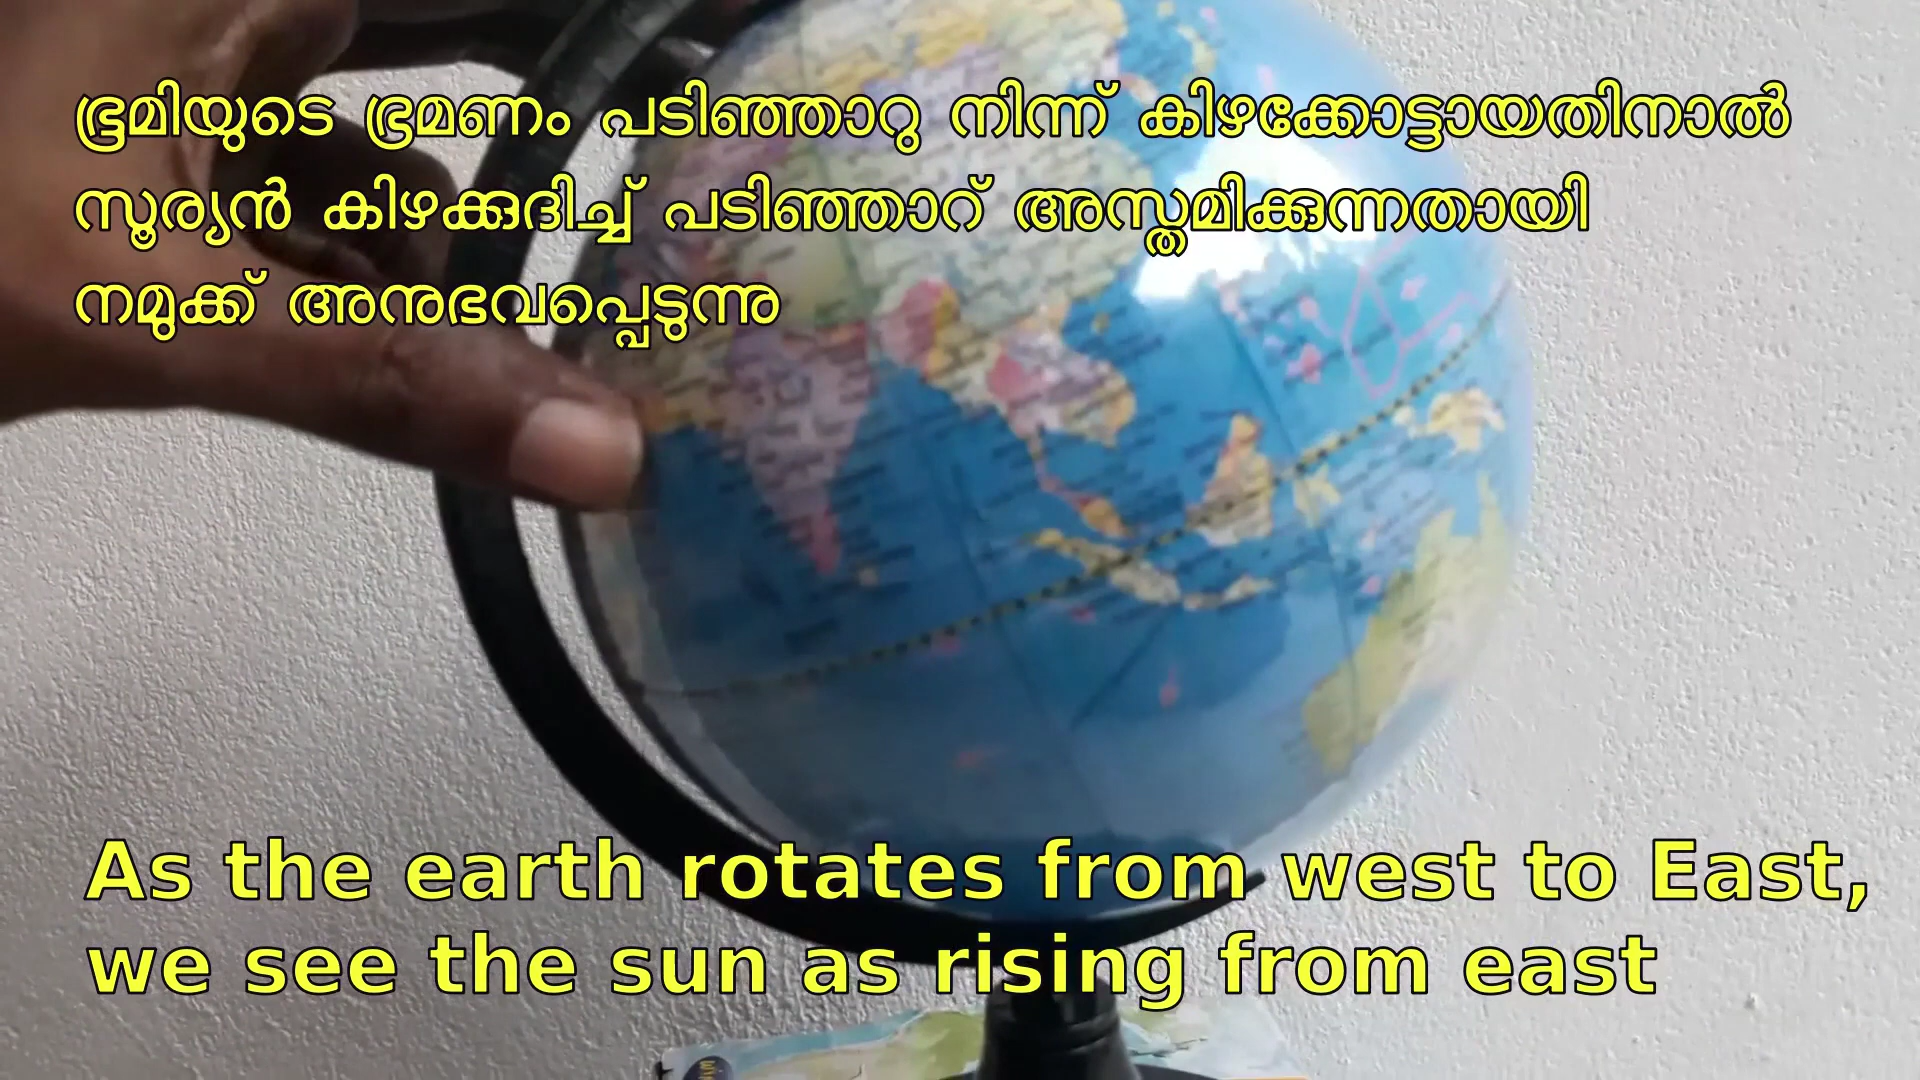 ഭൂമിയുടെ ഭ്രമണം പടിഞ്ഞാറു നിന്ന് കിഴക്കോട്ടായതിനാൽ
സൂര്യൻ കിഴക്കുദിച്ച് പടിഞ്ഞാറ് അസ്തമിക്കുന്നതായി
നമുക്ക് അനുഭവപ്പെടുന്നു
As the earth rotates from west to East,
we see the sun as rising from east